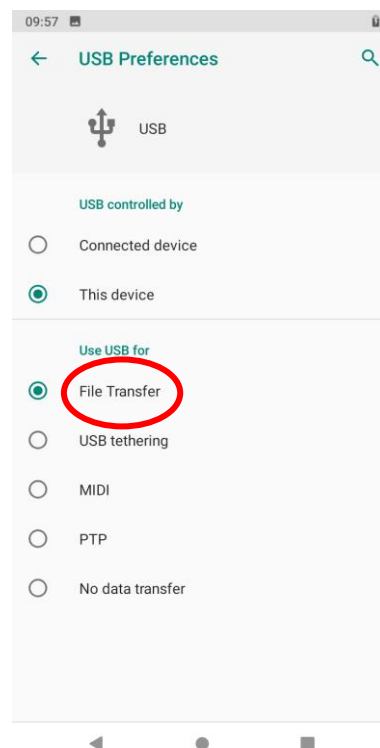 09:57
USB Preferences
USB
USB controlled by
Connected device
This device
Use USB for
File Transfer
USB tethering
MIDI
PTP
No data transfer